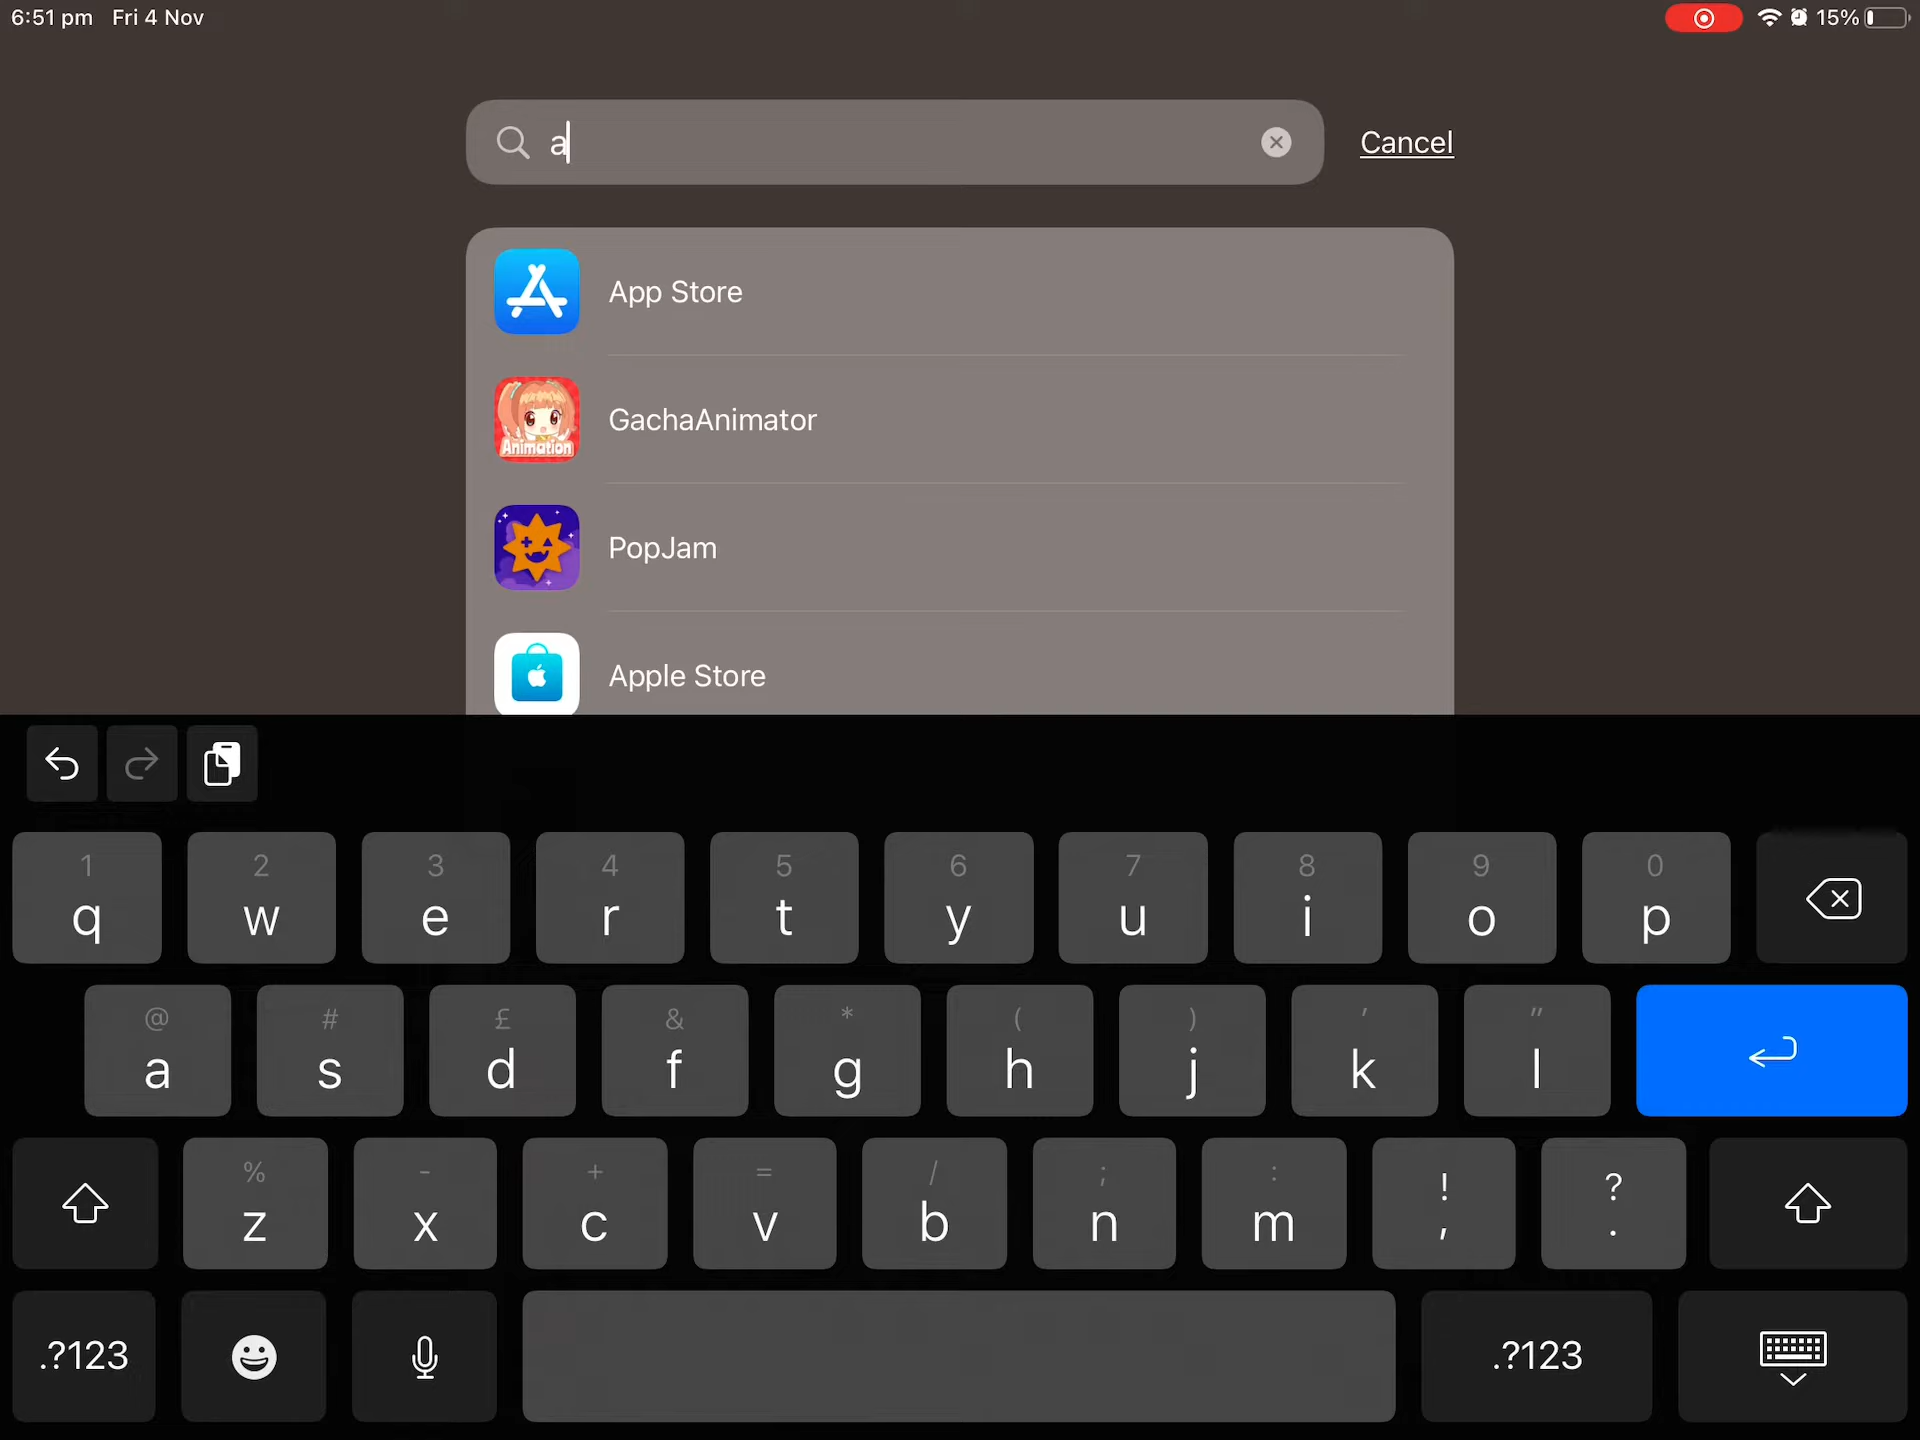 6:51 pm Fri 4 Nov 15%
a Cancel
App Store
Animation
GachaAnimator
PopJam
Apple Store
1 2 3 4 5 6 7 8 9 0
q w e r t y u i o p
@ # £ & * ( ) ' "
a s d f g h j k l
% - + = / ; : ! ?
z x c v b n m , .
.?123 .?123